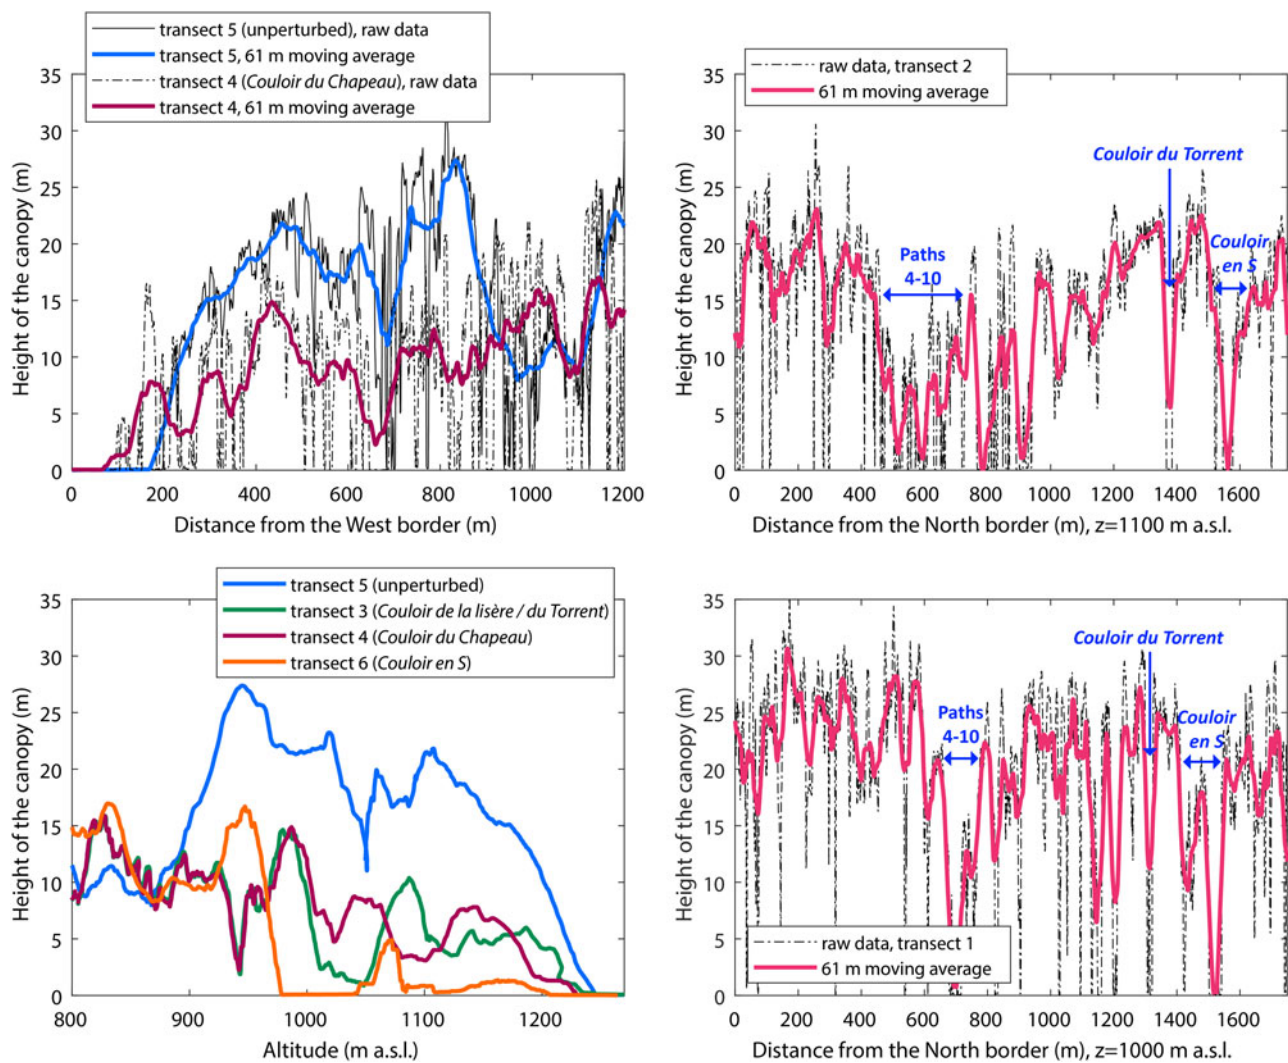 transect 5 (unperturbed), raw data
transect 5, 61 m moving average
transect 4 (Couloir du Chapeau), raw data
transect 4, 61 m moving average
35
30
25
20
15
10
5
0
Height of the canopy (m)
0 200 400 600 800 1000 1200
Distance from the West border (m)
raw data, transect 2
61 m moving average
35
30
25
20
15
10
5
0
Height of the canopy (m)
Couloir du Torrent
Paths
4-10
Couloir
en S
0 200 400 600 800 1000 1200 1400 1600
Distance from the North border (m), z=1100 m a.s.l.
transect 5 (unperturbed)
transect 3 (Couloir de la lisère / du Torrent)
transect 4 (Couloir du Chapeau)
transect 6 (Couloir en S)
35
30
25
20
15
10
5
0
Height of the canopy (m)
800 900 1000 1100 1200
Altitude (m a.s.l.)
35
30
25
20
15
10
5
0
Height of the canopy (m)
Couloir du Torrent
Paths
4-10
Couloir
en S
raw data, transect 1
61 m moving average
0 200 400 600 800 1000 1200 1400 1600
Distance from the North border (m), z=1000 m a.s.l.